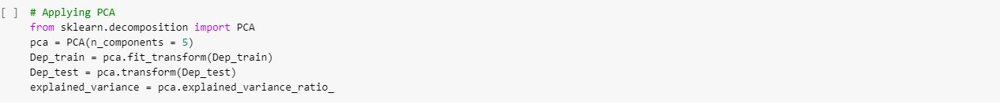 [ ] # Applying PCA
from sklearn.decomposition import PCA
pca = PCA(n_components = 5)
Dep_train = pca.fit_transform(Dep_train)
Dep_test = pca.transform(Dep_test)
explained_variance = pca.explained_variance_ratio_